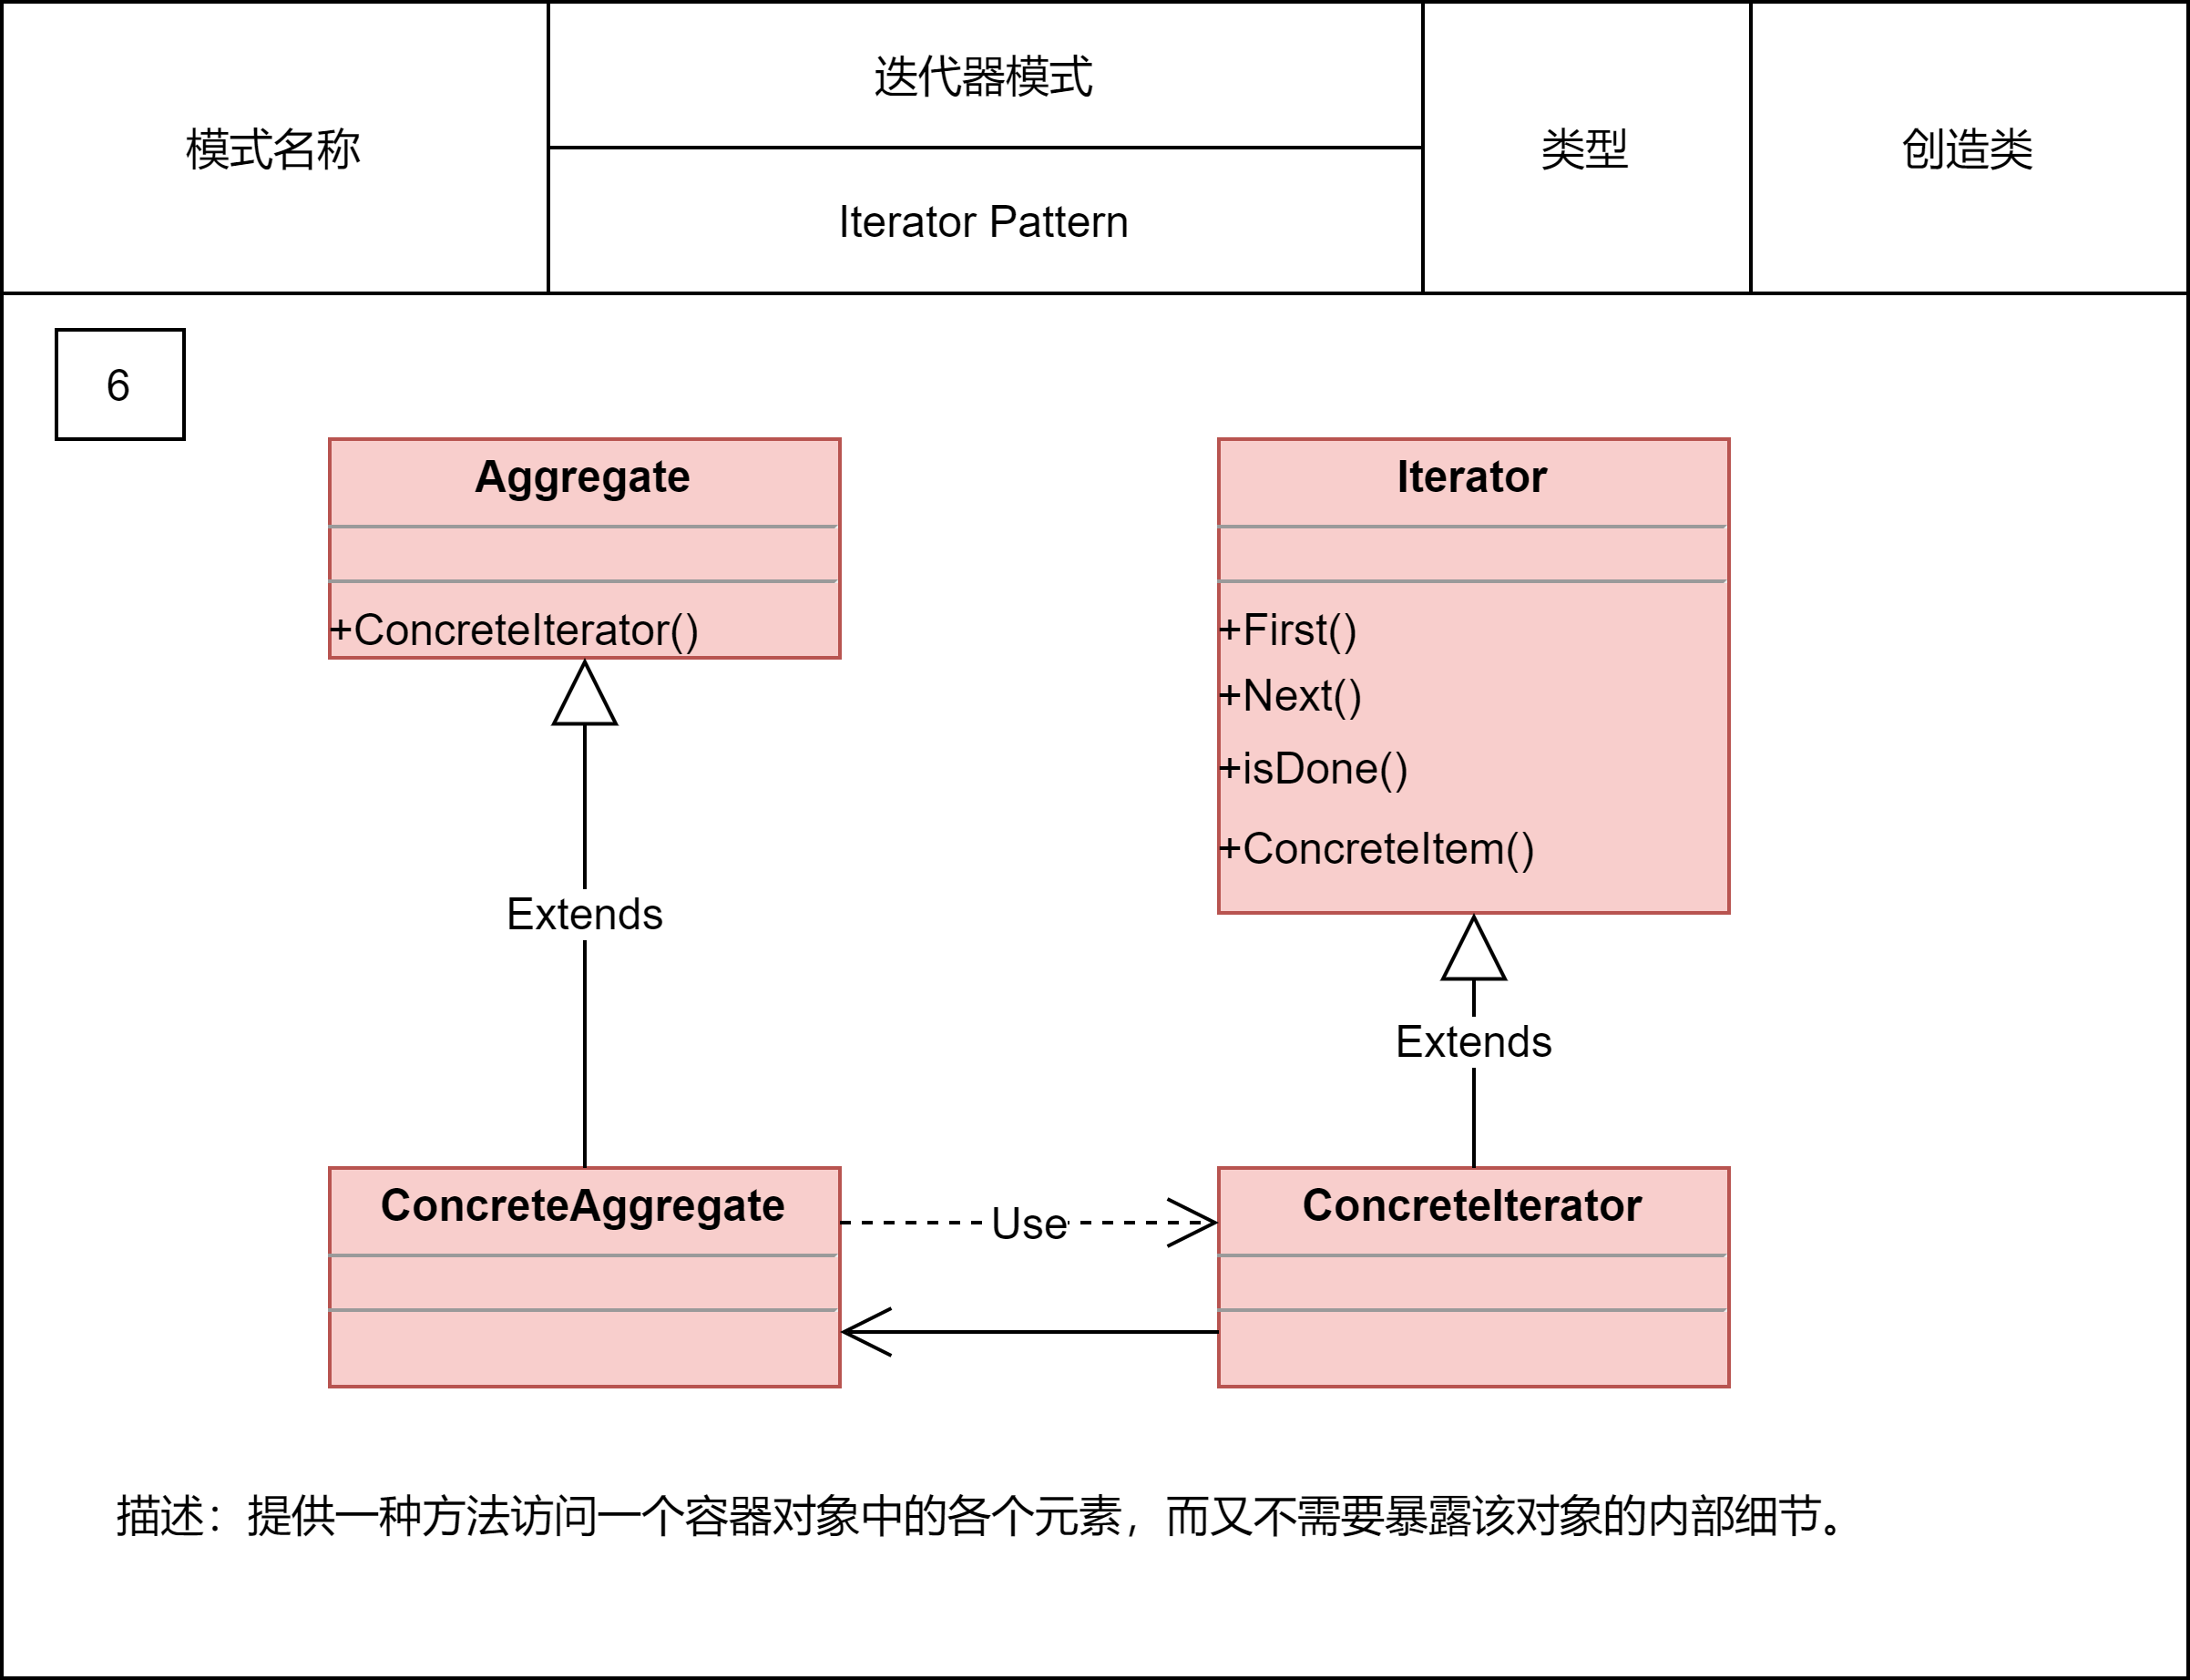 模式名称
迭代器模式
Iterator Pattern
类型
创造类
6
Aggregate
+ConcreteIterator()
Iterator
+First()
+Next()
+isDone()
+ConcreteItem()
Extends
Extends
ConcreteAggregate
Use
ConcreteIterator
描述：提供一种方法访问一个容器对象中的各个元素，而又不需要暴露该对象的内部细节。